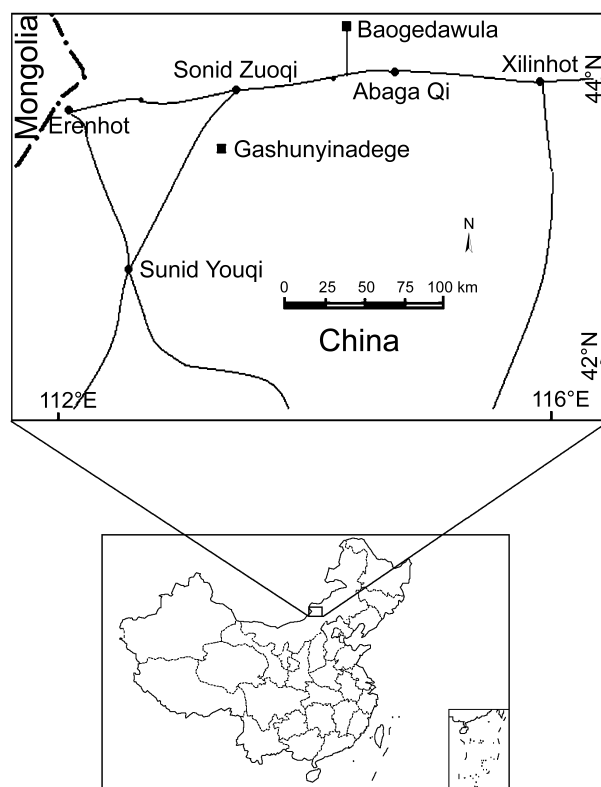 Mongolia
Baogedawula
Sonid Zuoqi
Xilinhot
44°N
Abaga Qi
Erenhot
Gashunyinadege
N
Sunid Youqi
0 25 50 75 100 km
China
42°N
112°E
116°E